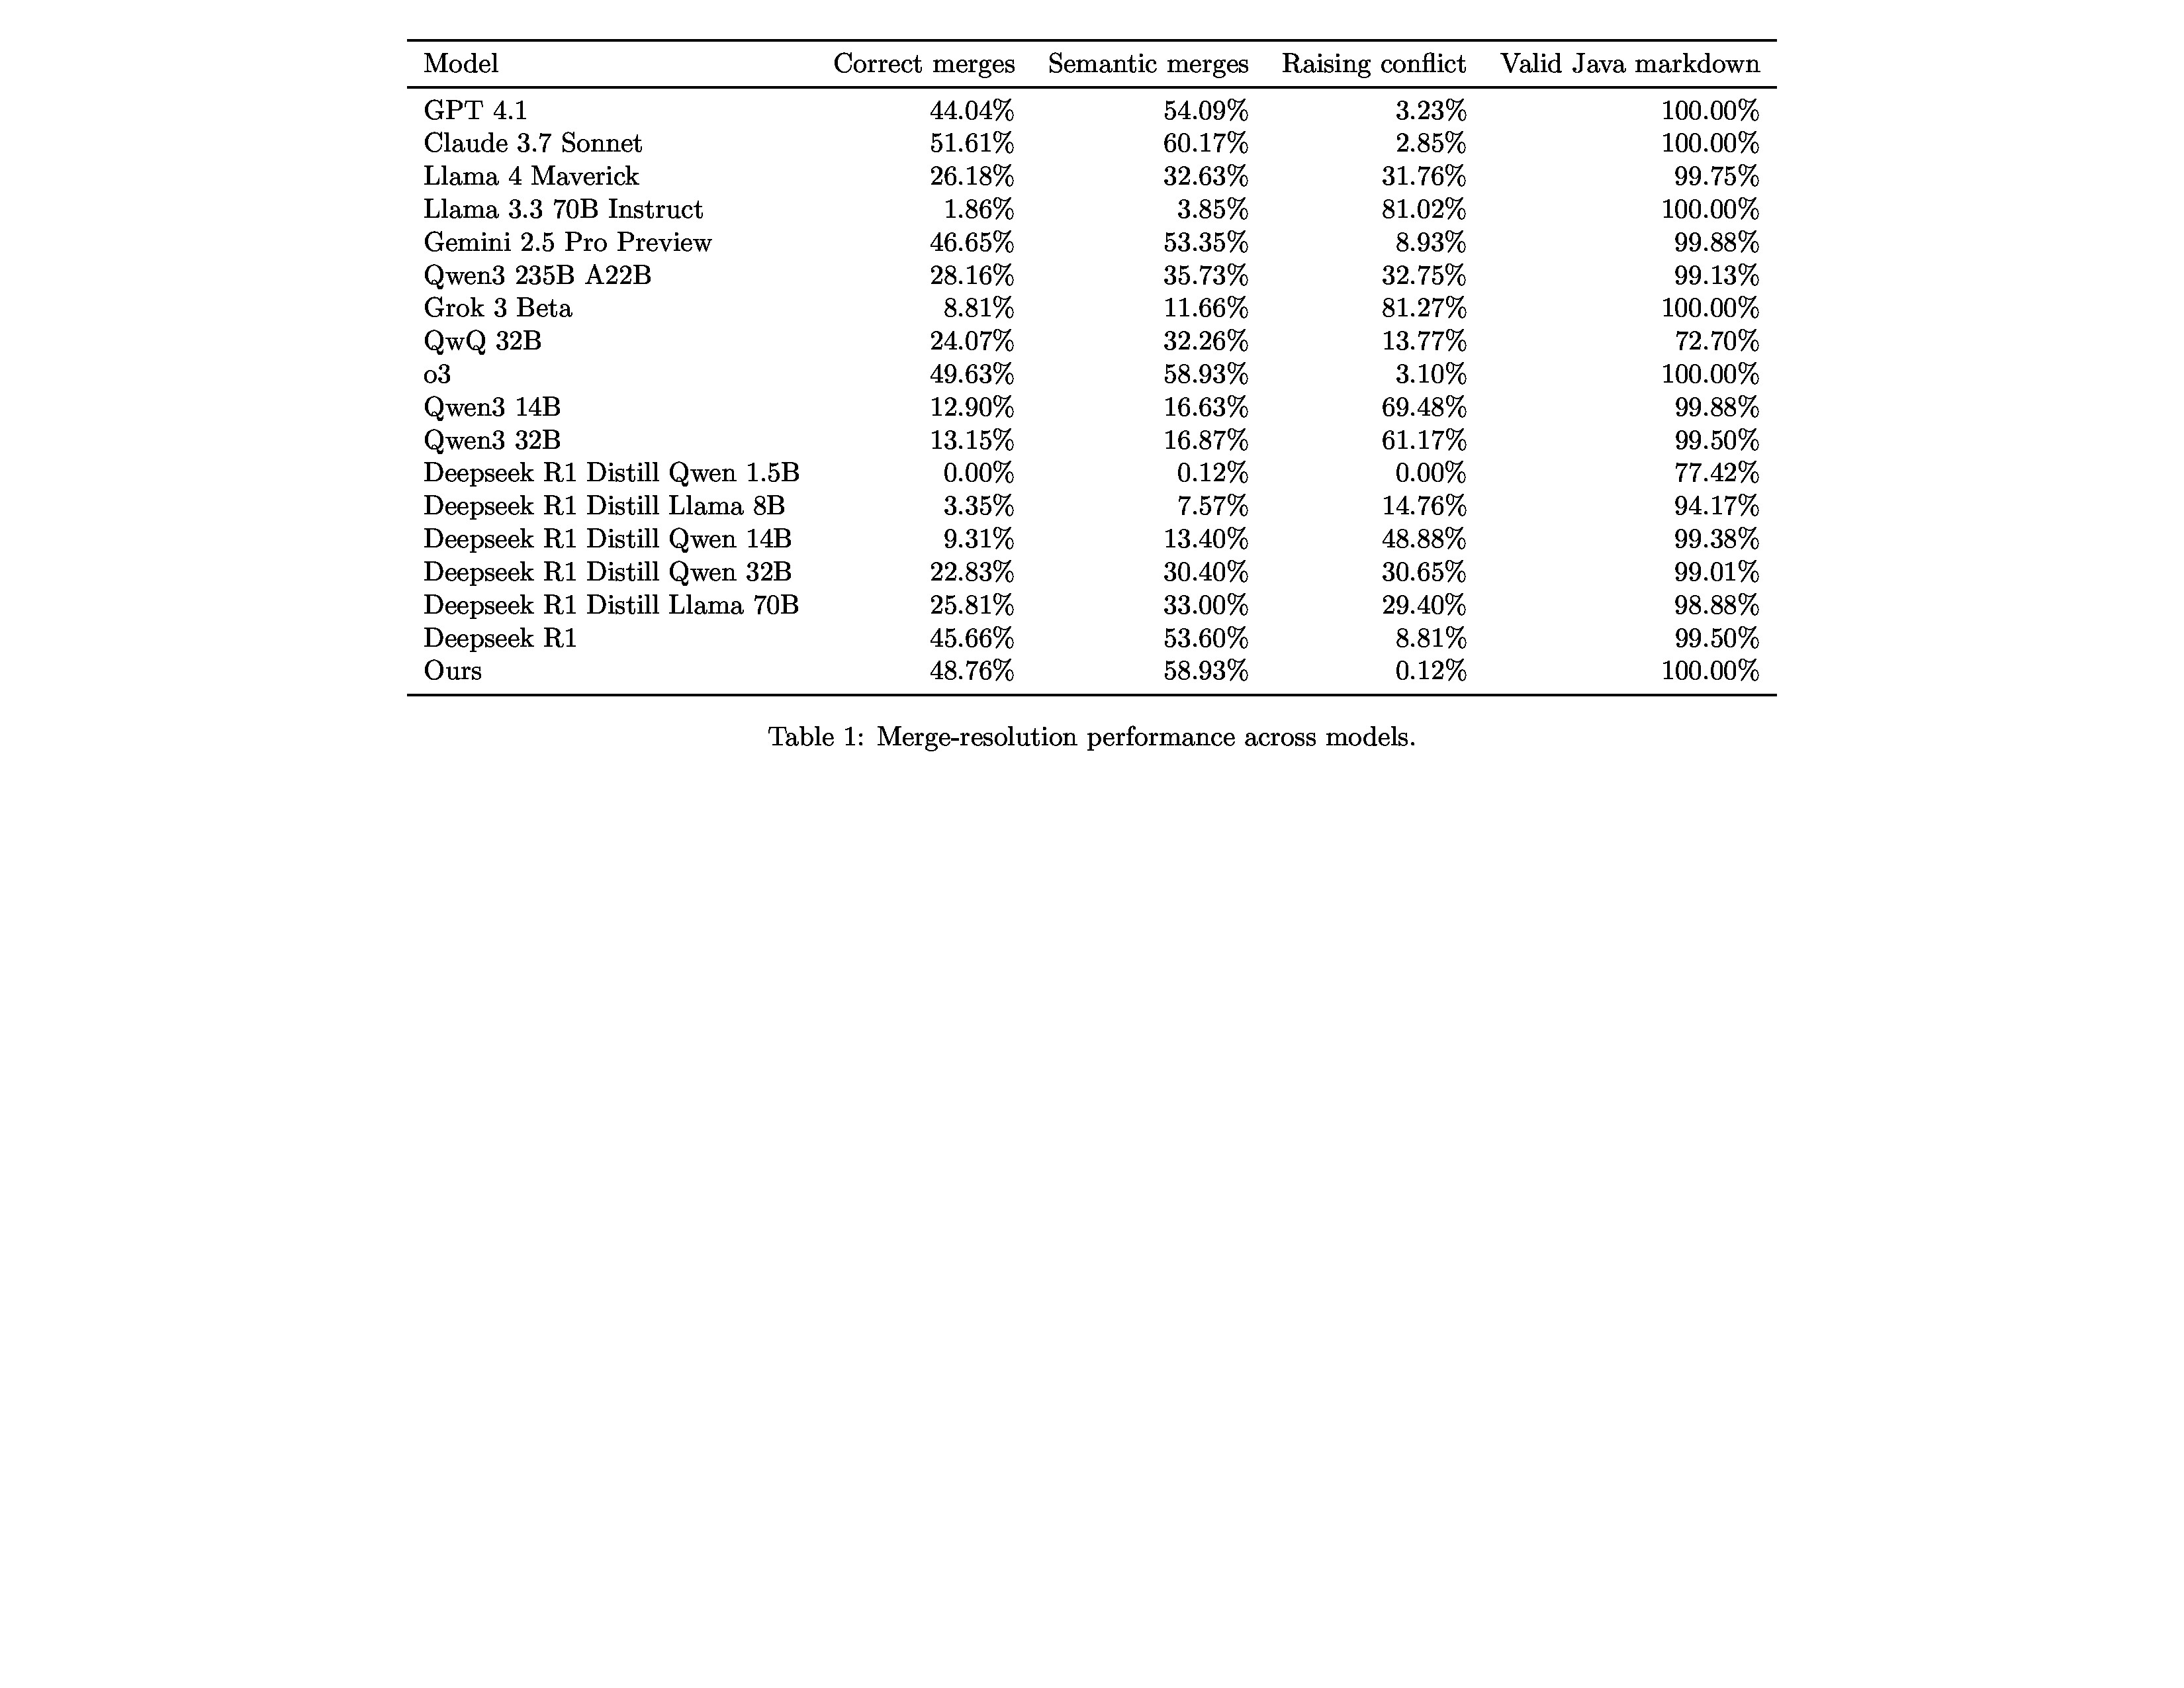 Model Correct merges Semantic merges Raising conflict Valid Java markdown
GPT 4.1 44.04% 54.09% 3.23% 100.00%
Claude 3.7 Sonnet 51.61% 60.17% 2.85% 100.00%
Llama 4 Maverick 26.18% 32.63% 31.76% 99.75%
Llama 3.3 70B Instruct 1.86% 3.85% 81.02% 100.00%
Gemini 2.5 Pro Preview 46.65% 53.35% 8.93% 99.88%
Qwen3 235B A22B 28.16% 35.73% 32.75% 99.13%
Grok 3 Beta 8.81% 11.66% 81.27% 100.00%
QwQ 32B 24.07% 32.26% 13.77% 72.70%
o3 49.63% 58.93% 3.10% 100.00%
Qwen3 14B 12.90% 16.63% 69.48% 99.88%
Qwen3 32B 13.15% 16.87% 61.17% 99.50%
Deepseek R1 Distill Qwen 1.5B 0.00% 0.12% 0.00% 77.42%
Deepseek R1 Distill Llama 8B 3.35% 7.57% 14.76% 94.17%
Deepseek R1 Distill Qwen 14B 9.31% 13.40% 48.88% 99.38%
Deepseek R1 Distill Qwen 32B 22.83% 30.40% 30.65% 99.01%
Deepseek R1 Distill Llama 70B 25.81% 33.00% 29.40% 98.88%
Deepseek R1 45.66% 53.60% 8.81% 99.50%
Ours 48.76% 58.93% 0.12% 100.00%
Table 1: Merge-resolution performance across models.